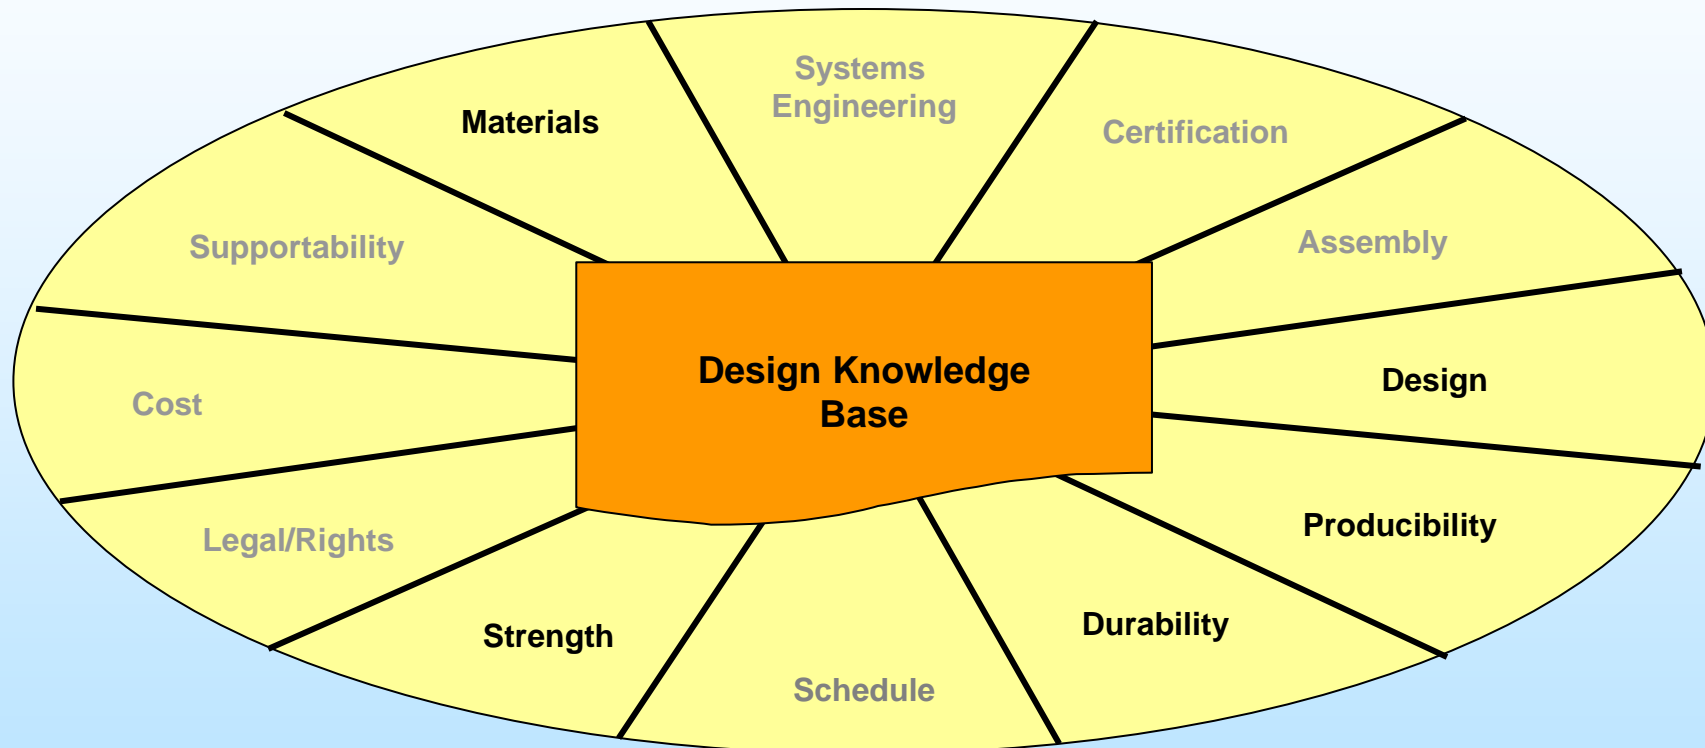 Systems
Engineering
Materials
Certification
Supportability
Assembly
Design Knowledge
Base
Design
Cost
Producibility
Legal/Rights
Durability
Strength
Schedule